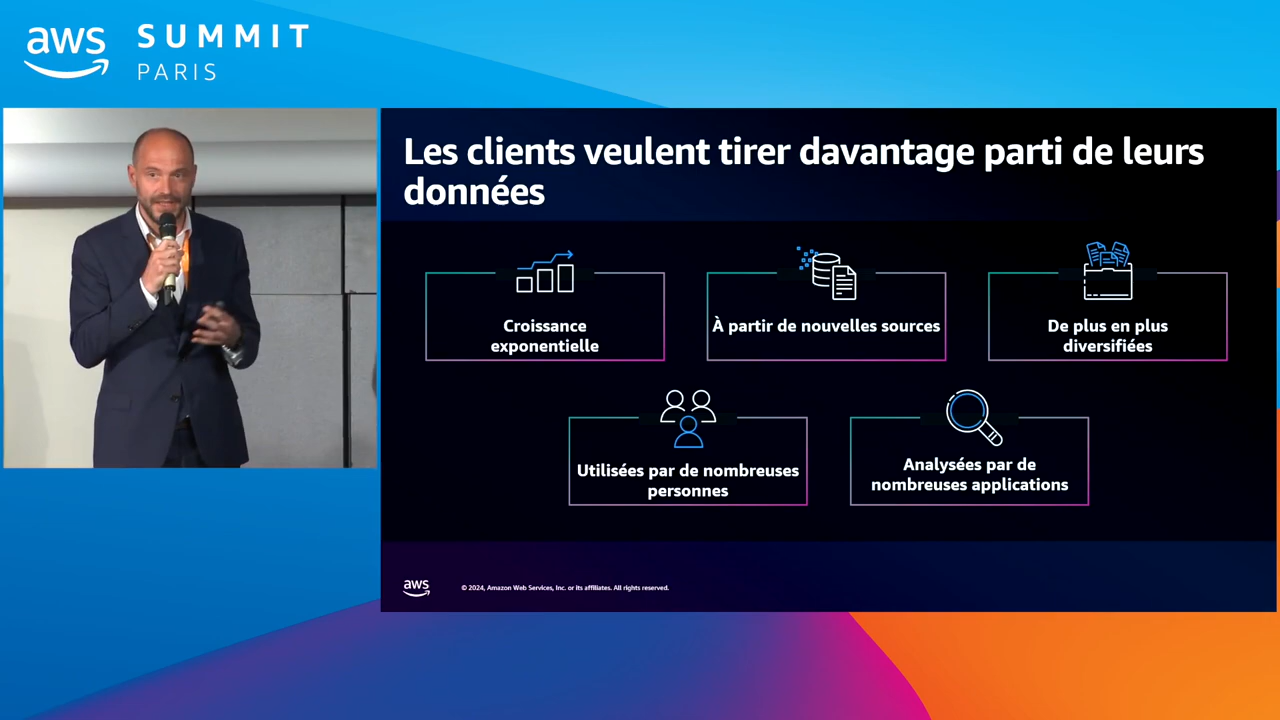 aws SUMMIT
PARIS
Les clients veulent tirer davantage parti de leurs
données
Croissance
exponentielle
À partir de nouvelles sources
De plus en plus
diversifiées
Utilisées par de nombreuses
personnes
Analysées par de
nombreuses applications
aws
© 2024, Amazon Web Services, Inc. or its affiliates. All rights reserved.